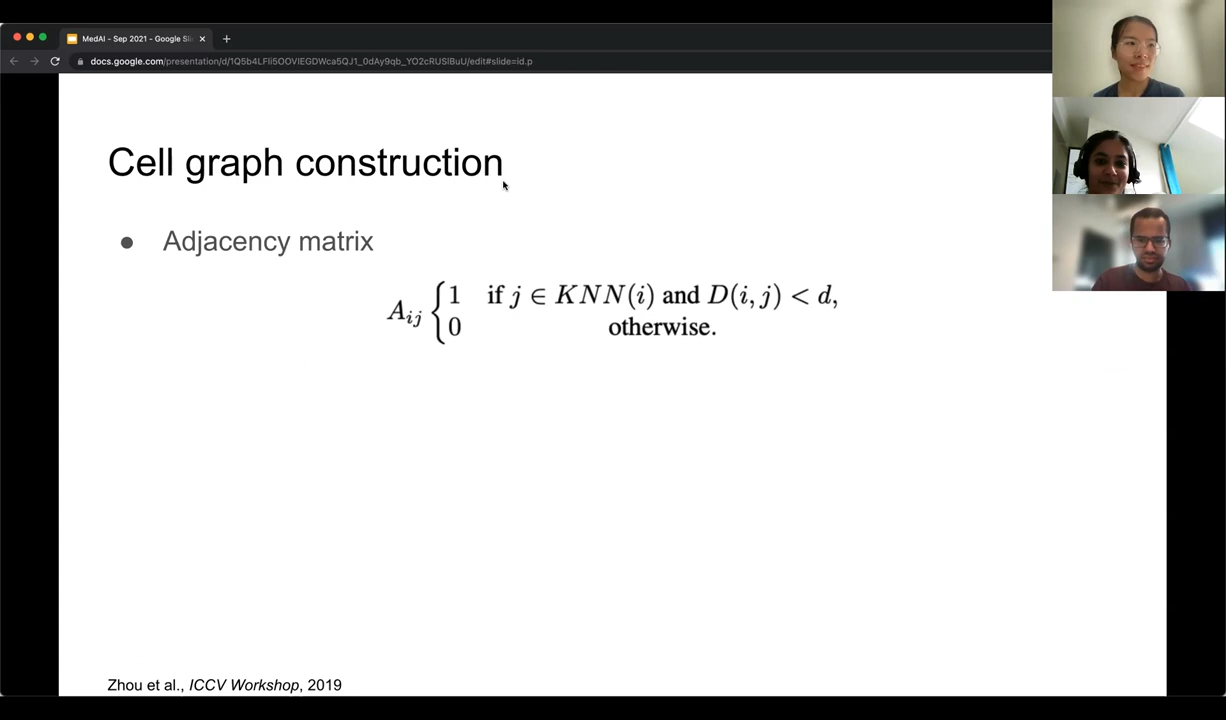 MedAI - Sep 2021 - Google Sli
docs.google.com/presentation/d/1Q5b4LFli5OOVIEGDWca5QJ1_0dAy9qb_YO2cRUSlBuU/edit#slide=id.p
Cell graph construction
● Adjacency matrix
A_{ij} { 1 if j ∈ KNN(i) and D(i, j) < d,
0 otherwise.
Zhou et al., ICCV Workshop, 2019